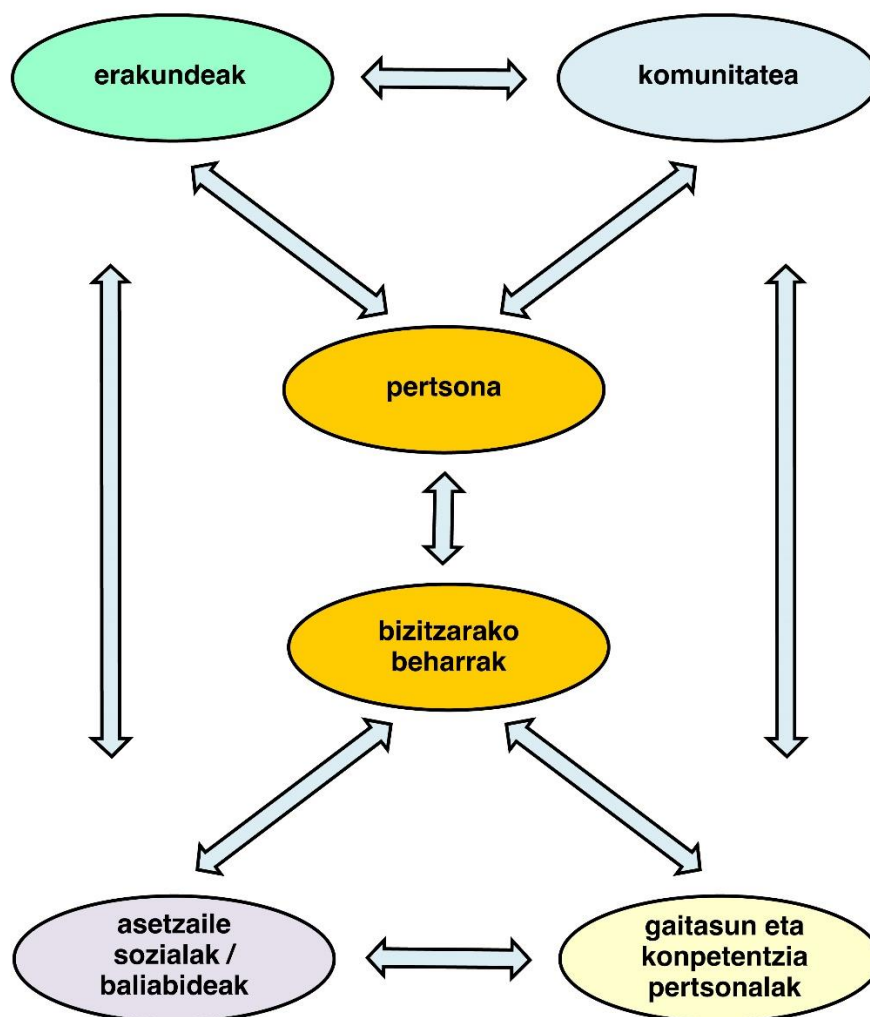 erakundeak
komunitatea
pertsona
bizitzarako
beharrak
asetzaile
sozialak /
baliabideak
gaitasun eta
konpetentzia
pertsonalak